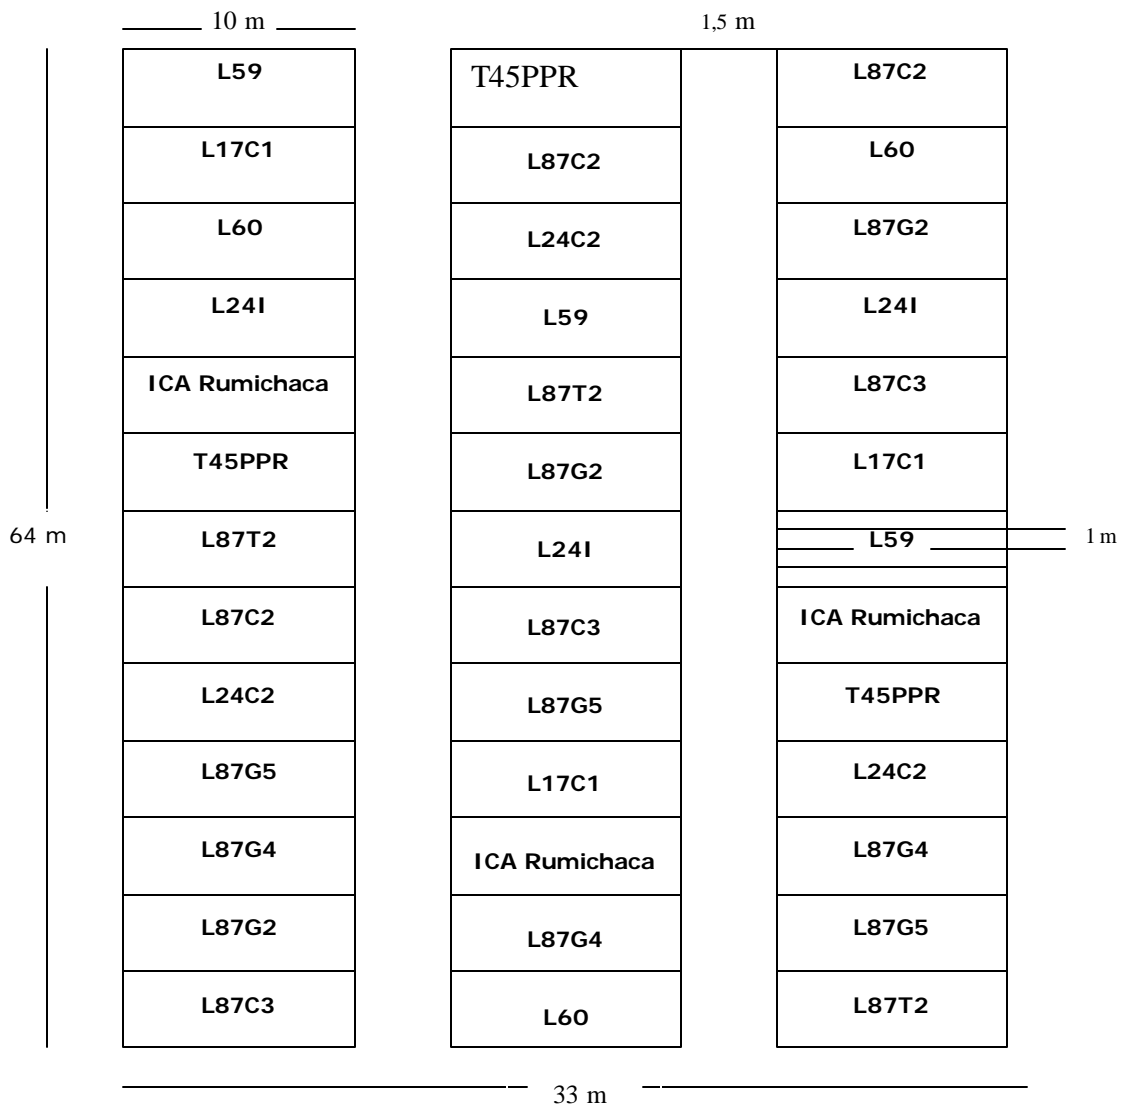 10 m
1,5 m
L59
L17C1
L60
L24I
ICA Rumichaca
T45PPR
L87T2
L87C2
L24C2
L87G5
L87G4
L87G2
L87C3
T45PPR
L87C2
L24C2
L59
L87T2
L87G2
L24I
L87C3
L87G5
L17C1
ICA Rumichaca
L87G4
L60
L87C2
L60
L87G2
L24I
L87C3
L17C1
L59
ICA Rumichaca
T45PPR
L24C2
L87G4
L87G5
L87T2
64 m
1 m
33 m